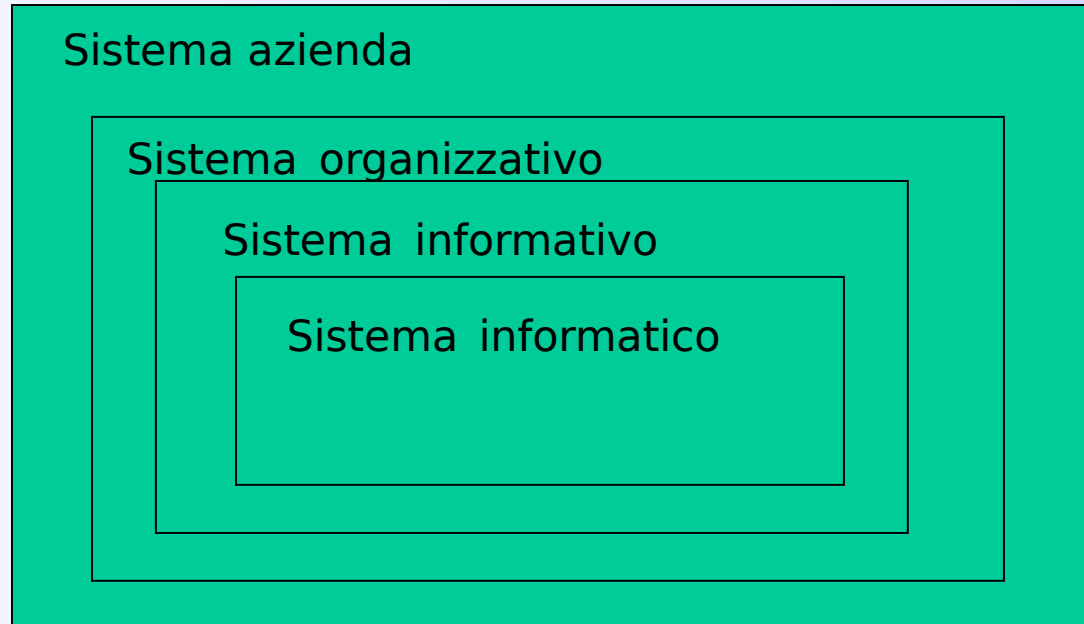 Sistema azienda
Sistema organizzativo
Sistema informativo
Sistema informatico